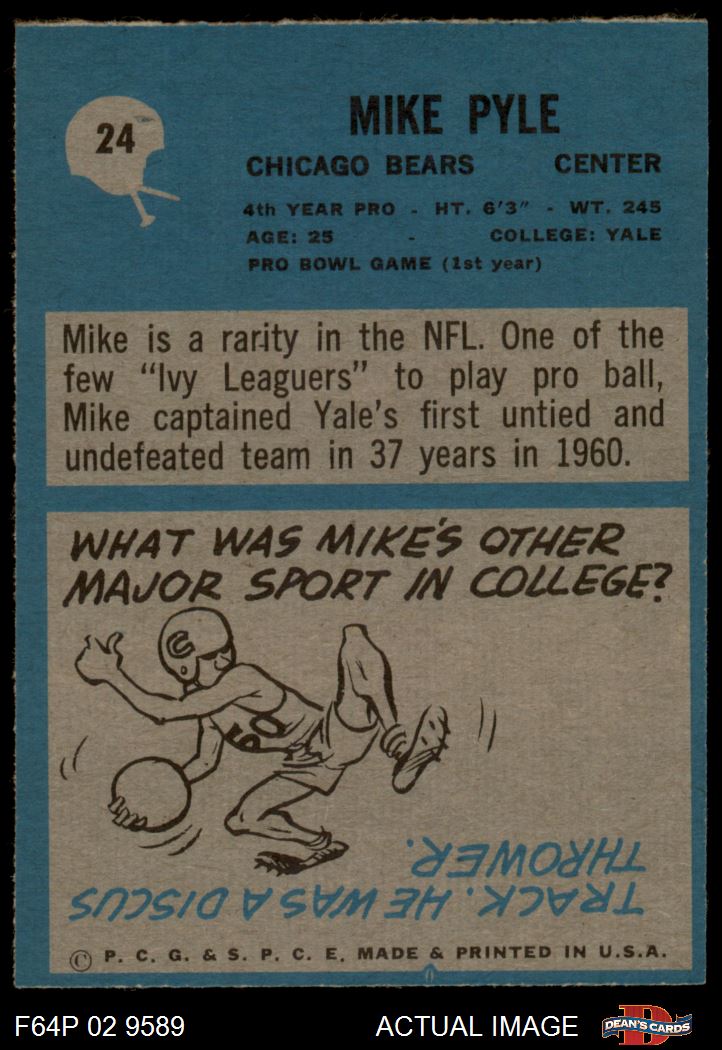 24
MIKE PYLE
CHICAGO BEARS CENTER
4th YEAR PRO - HT. 6'3" - WT. 245
AGE: 25 - COLLEGE: YALE
PRO BOWL GAME (1st year)
Mike is a rarity in the NFL. One of the
few “Ivy Leaguers” to play pro ball,
Mike captained Yale's first untied and
undefeated team in 37 years in 1960.
WHAT WAS MIKE'S OTHER
MAJOR SPORT IN COLLEGE?
C
50
TRACK. HE WAS A DISCUS
THROWER.
© P. C. G. & S. P. C. E. MADE & PRINTED IN U.S.A.
F64P 02 9589 ACTUAL IMAGE D DEAN'S CARDS